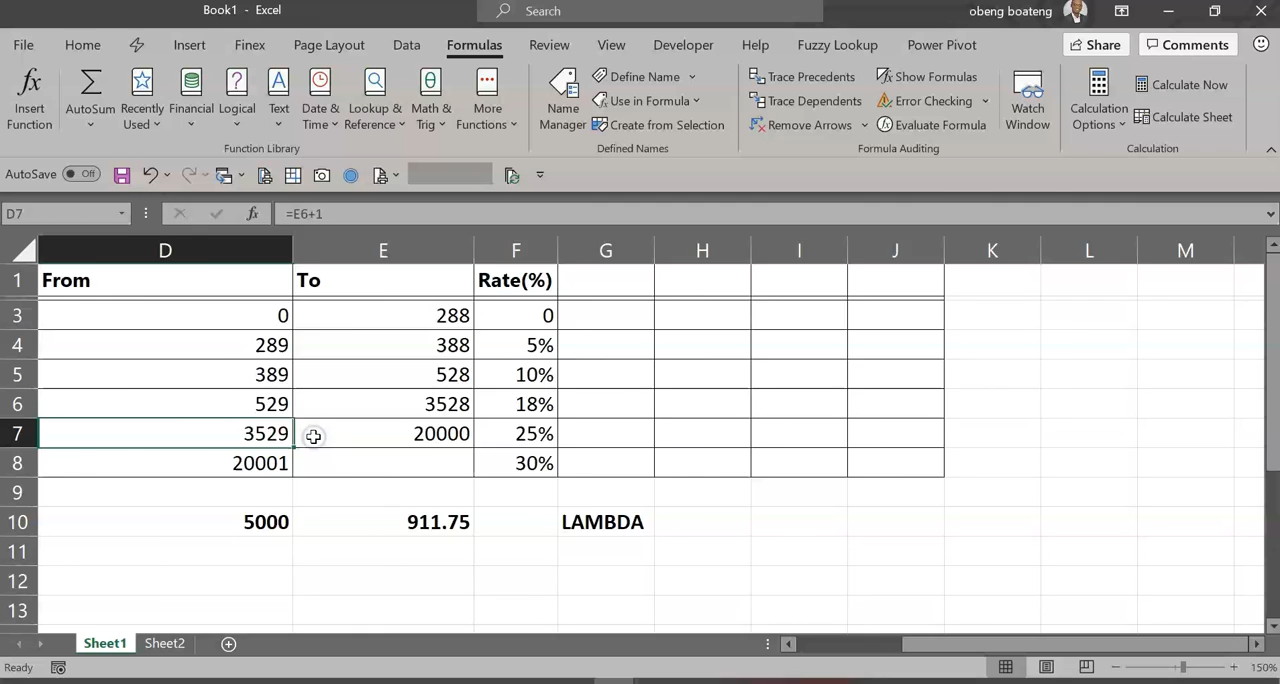 Book1 - Excel
Search
obeng boateng
File Home Insert Finex Page Layout Data Formulas Review View Developer Help Fuzzy Lookup Power Pivot Share Comments
Insert Function
AutoSum
Recently Used
Financial
Logical
Text
Date & Time
Lookup & Reference
Math & Trig
More Functions
Function Library
Name Manager
Define Name
Use in Formula
Create from Selection
Defined Names
Trace Precedents
Trace Dependents
Remove Arrows
Show Formulas
Error Checking
Evaluate Formula
Formula Auditing
Watch Window
Calculation Options
Calculate Now
Calculate Sheet
Calculation
AutoSave Off
D7 fx =E6+1
D E F G H I J K L M
1 From To Rate(%)
3 0 288 0
4 289 388 5%
5 389 528 10%
6 529 3528 18%
7 3529 20000 25%
8 20001 30%
9
10 5000 911.75 LAMBDA
11
12
13
Sheet1 Sheet2
Ready 150%